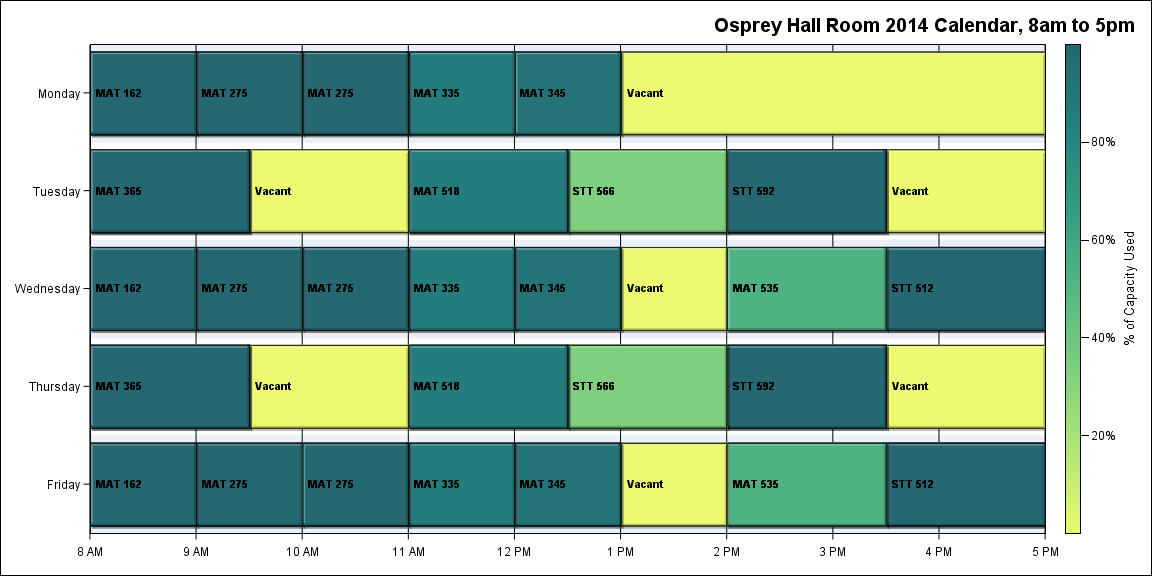 Osprey Hall Room 2014 Calendar, 8am to 5pm
Monday
MAT 162
MAT 275
MAT 275
MAT 335
MAT 345
Vacant
Tuesday
MAT 365
Vacant
MAT 518
STT 566
STT 592
Vacant
Wednesday
MAT 162
MAT 275
MAT 275
MAT 335
MAT 345
Vacant
MAT 535
STT 512
Thursday
MAT 365
Vacant
MAT 518
STT 566
STT 592
Vacant
Friday
MAT 162
MAT 275
MAT 275
MAT 335
MAT 345
Vacant
MAT 535
STT 512
8 AM
9 AM
10 AM
11 AM
12 PM
1 PM
2 PM
3 PM
4 PM
5 PM
80%
60%
40%
20%
% of Capacity Used